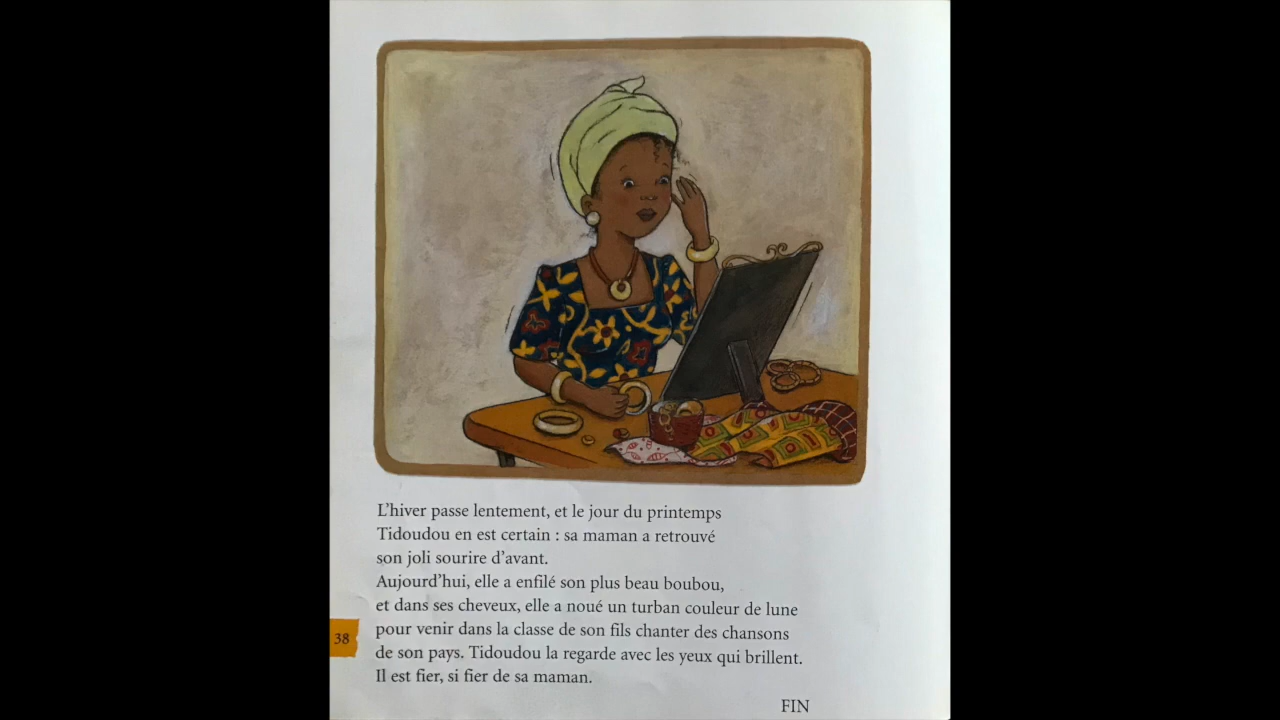 L'hiver passe lentement, et le jour du printemps
Tidoudou en est certain : sa maman a retrouvé
son joli sourire d'avant.
Aujourd'hui, elle a enfilé son plus beau boubou,
et dans ses cheveux, elle a noué un turban couleur de lune
pour venir dans la classe de son fils chanter des chansons
de son pays. Tidoudou la regarde avec les yeux qui brillent.
Il est fier, si fier de sa maman.
38
FIN